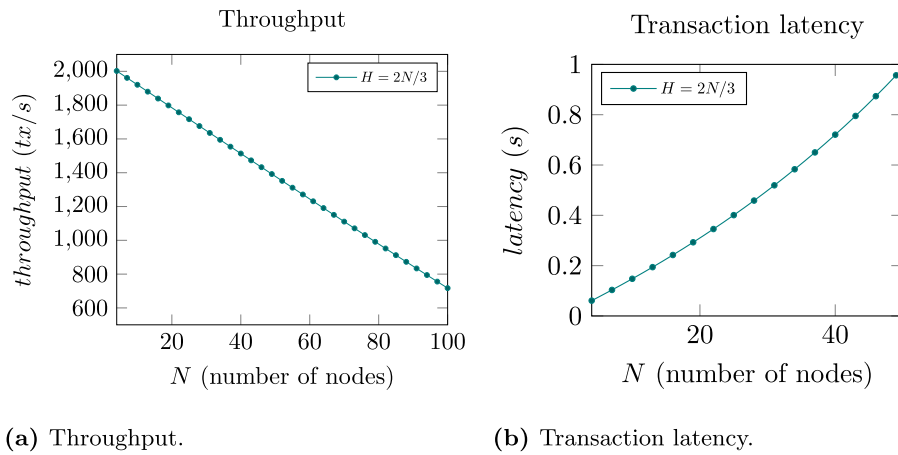 Throughput
2,000
1,800
1,600
1,400
1,200
1,000
800
600
throughput (tx/s)
H = 2N/3
20 40 60 80 100
N (number of nodes)
(a) Throughput.
Transaction latency
1
0.8
0.6
0.4
0.2
0
latency (s)
H = 2N/3
20 40
N (number of nodes)
(b) Transaction latency.